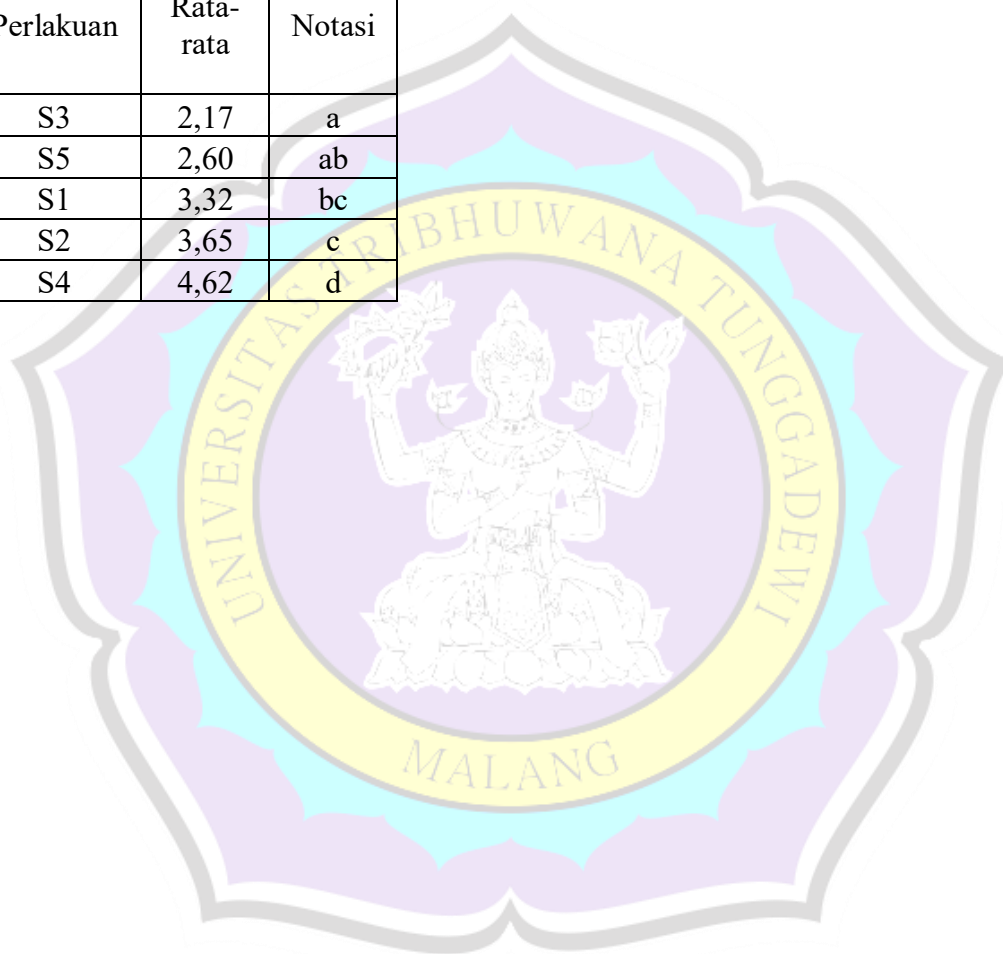 Perlakuan Rata-rata Notasi
S3 2,17 a
S5 2,60 ab
S1 3,32 bc
S2 3,65 c
S4 4,62 d
UNIVERSITAS TRIBHUWANA TUNGGADEWI
MALANG